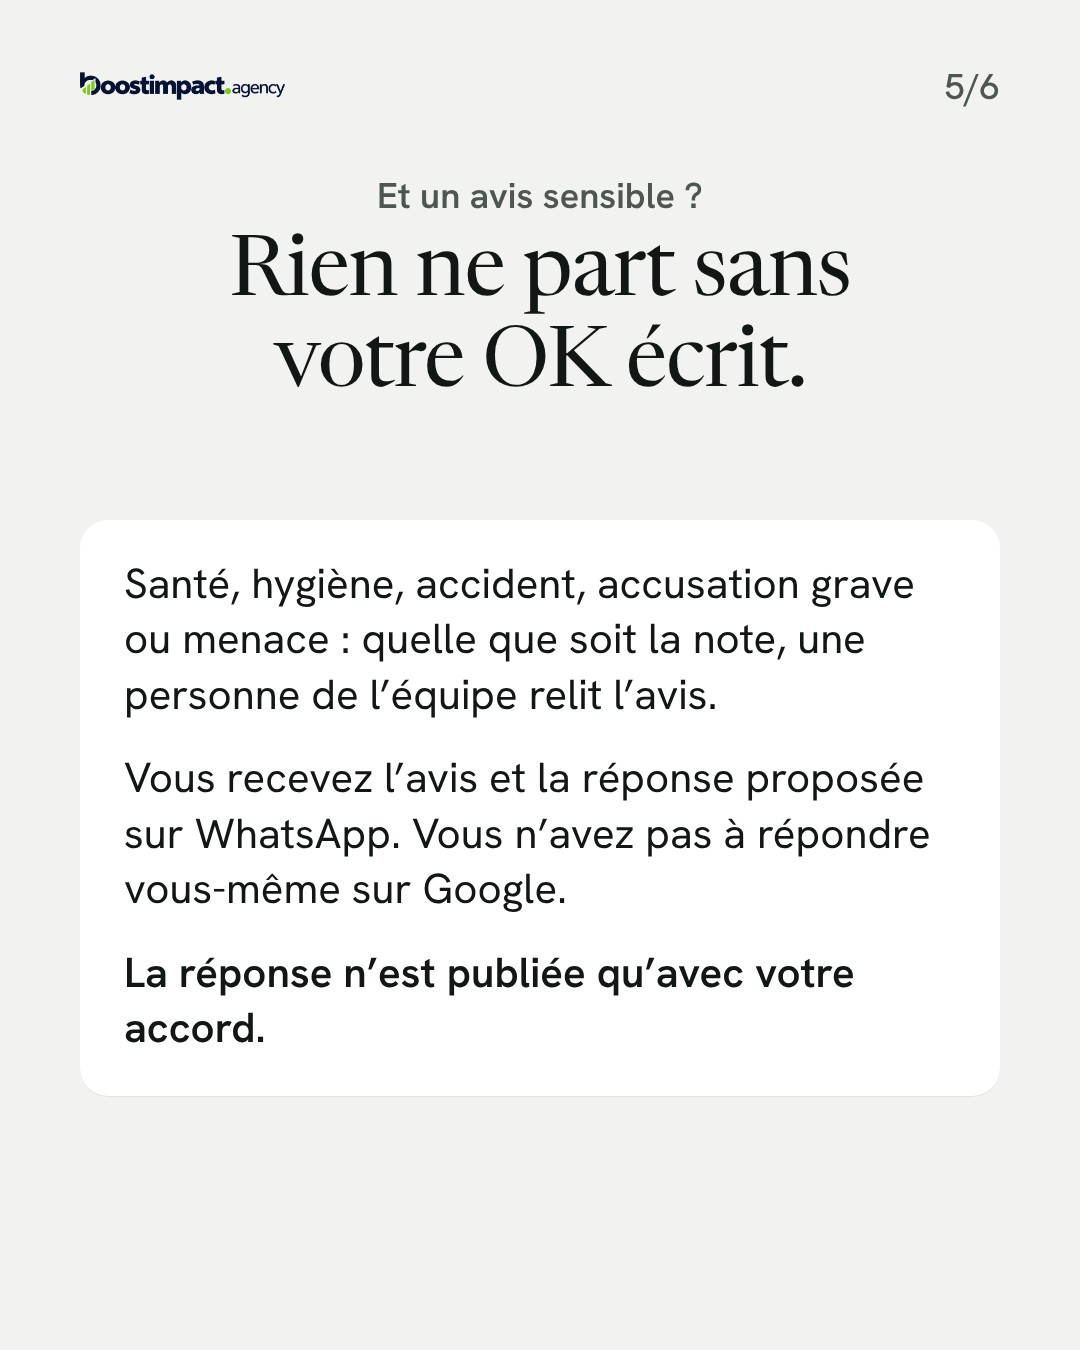 boostimpact.agency
5/6
Et un avis sensible ?
Rien ne part sans
votre OK écrit.
Santé, hygiène, accident, accusation grave
ou menace : quelle que soit la note, une
personne de l’équipe relit l’avis.
Vous recevez l’avis et la réponse proposée
sur WhatsApp. Vous n’avez pas à répondre
vous-même sur Google.
La réponse n’est publiée qu’avec votre
accord.